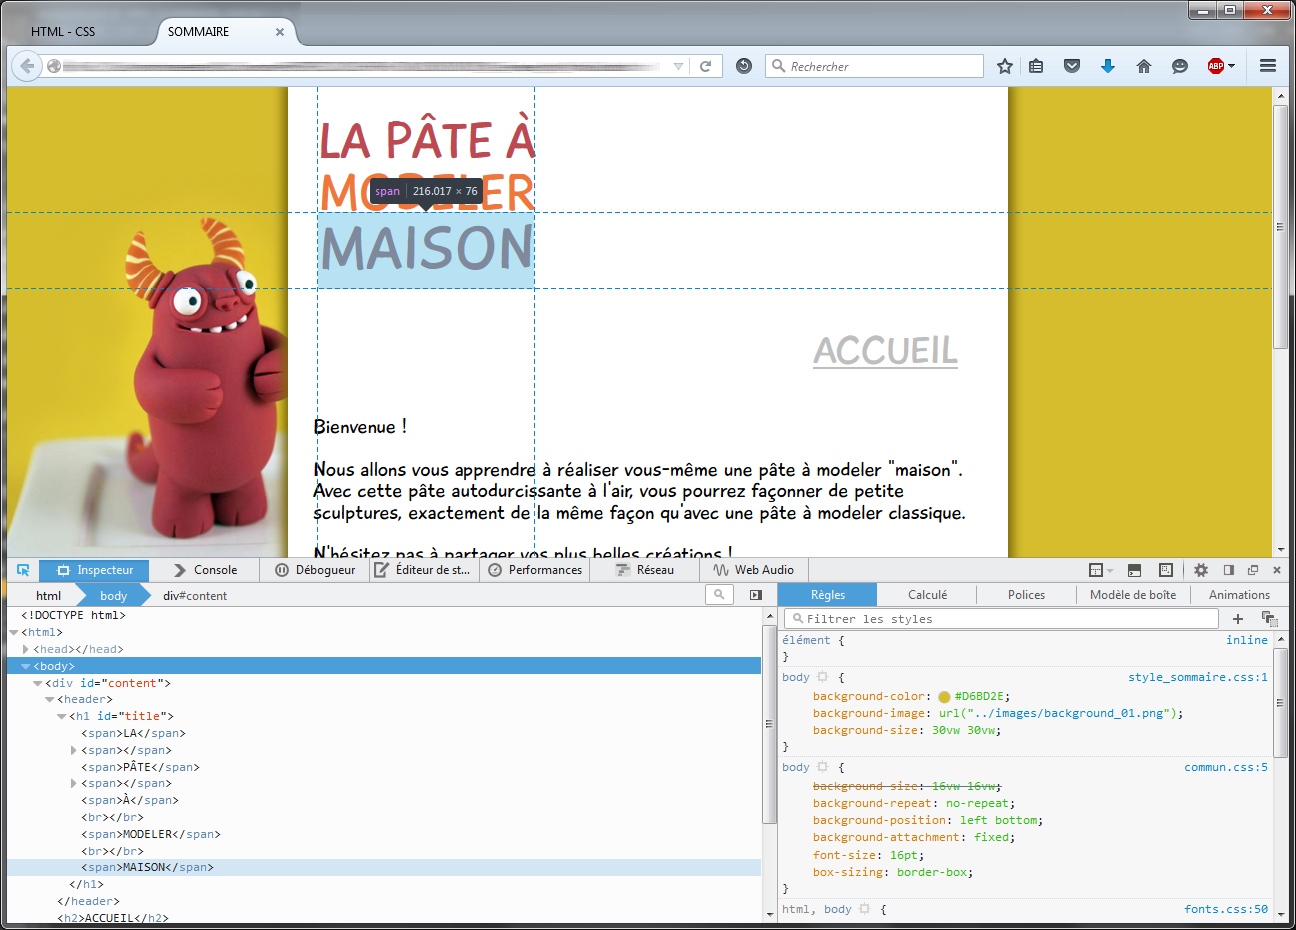 HTML - CSS
SOMMAIRE
Rechercher
ABP
LA PÂTE À
MODELER
span 216.017 × 76
MAISON
ACCUEIL
Bienvenue !
Nous allons vous apprendre à réaliser vous-même une pâte à modeler "maison".
Avec cette pâte autodurcissante à l'air, vous pourrez façonner de petite
sculptures, exactement de la même façon qu'avec une pâte à modeler classique.
N'hésitez pas à partager vos plus belles créations !
Inspecteur Console Débogueur Éditeur de st... Performances Réseau Web Audio
html body div#content
<!DOCTYPE html>
<html>
<head></head>
<body>
<div id="content">
<header>
<h1 id="title">
<span>LA</span>
<span></span>
<span>PÂTE</span>
<span></span>
<span>À</span>
<br></br>
<span>MODELER</span>
<br></br>
<span>MAISON</span>
</h1>
</header>
<h2>ACCUEIL</h2>
Règles Calculé Polices Modèle de boîte Animations
Filtrer les styles
élément { inline
}
body { style_sommaire.css:1
background-color: #D6BD2E;
background-image: url("../images/background_01.png");
background-size: 30vw 30vw;
}
body { commun.css:5
background-size: 16vw 16vw;
background-repeat: no-repeat;
background-position: left bottom;
background-attachment: fixed;
font-size: 16pt;
box-sizing: border-box;
}
html, body { fonts.css:50